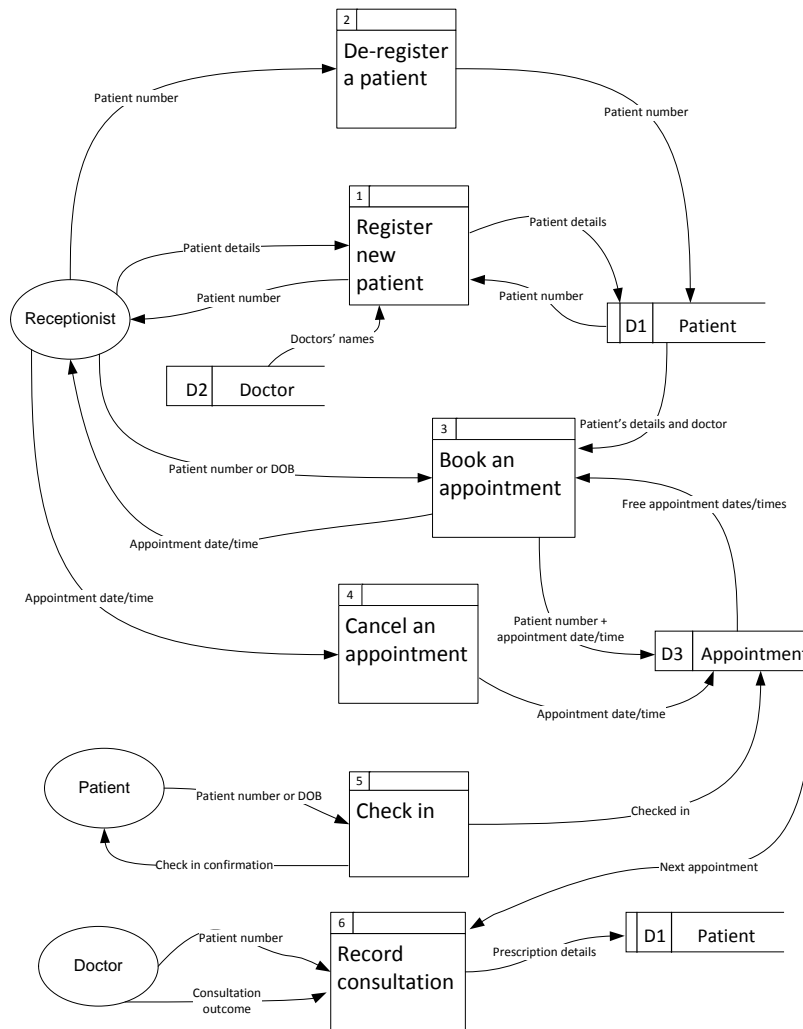 2
De-register
a patient
Patient number
Patient number
1
Register
new
patient
Patient details
Patient details
Patient number
Patient number
Receptionist
D1 Patient
Doctors' names
D2 Doctor
Patient's details and doctor
3
Book an
appointment
Patient number or DOB
Free appointment dates/times
Appointment date/time
Appointment date/time
4
Cancel an
appointment
Patient number +
appointment date/time
D3 Appointment
Appointment date/time
Patient
5
Check in
Patient number or DOB
Checked in
Check in confirmation
Next appointment
6
Record
consultation
Patient number
D1 Patient
Prescription details
Doctor
Consultation
outcome